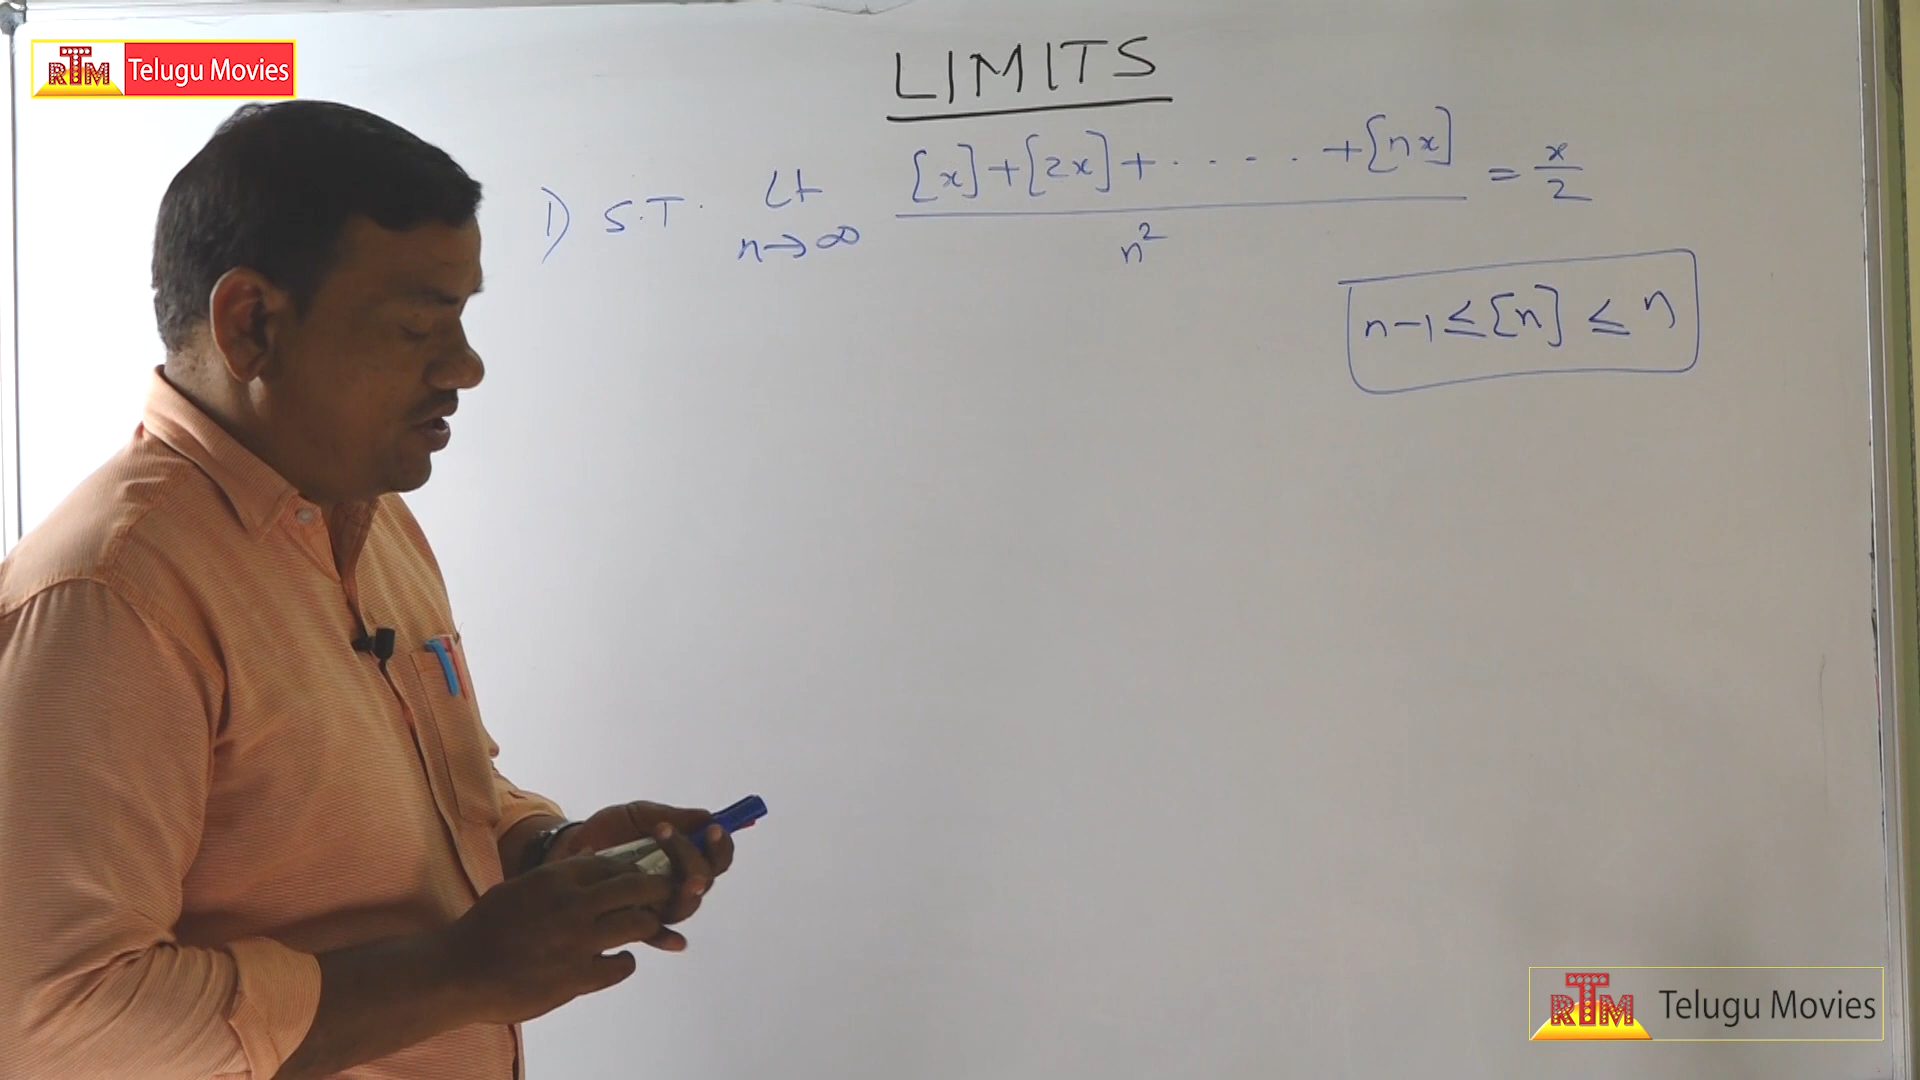 RTM Telugu Movies
LIMITS
1) S.T. Lt n→∞ [x]+[2x]+.....+[nx] / n² = x/2
n-1 ≤ [n] ≤ n
RTM Telugu Movies